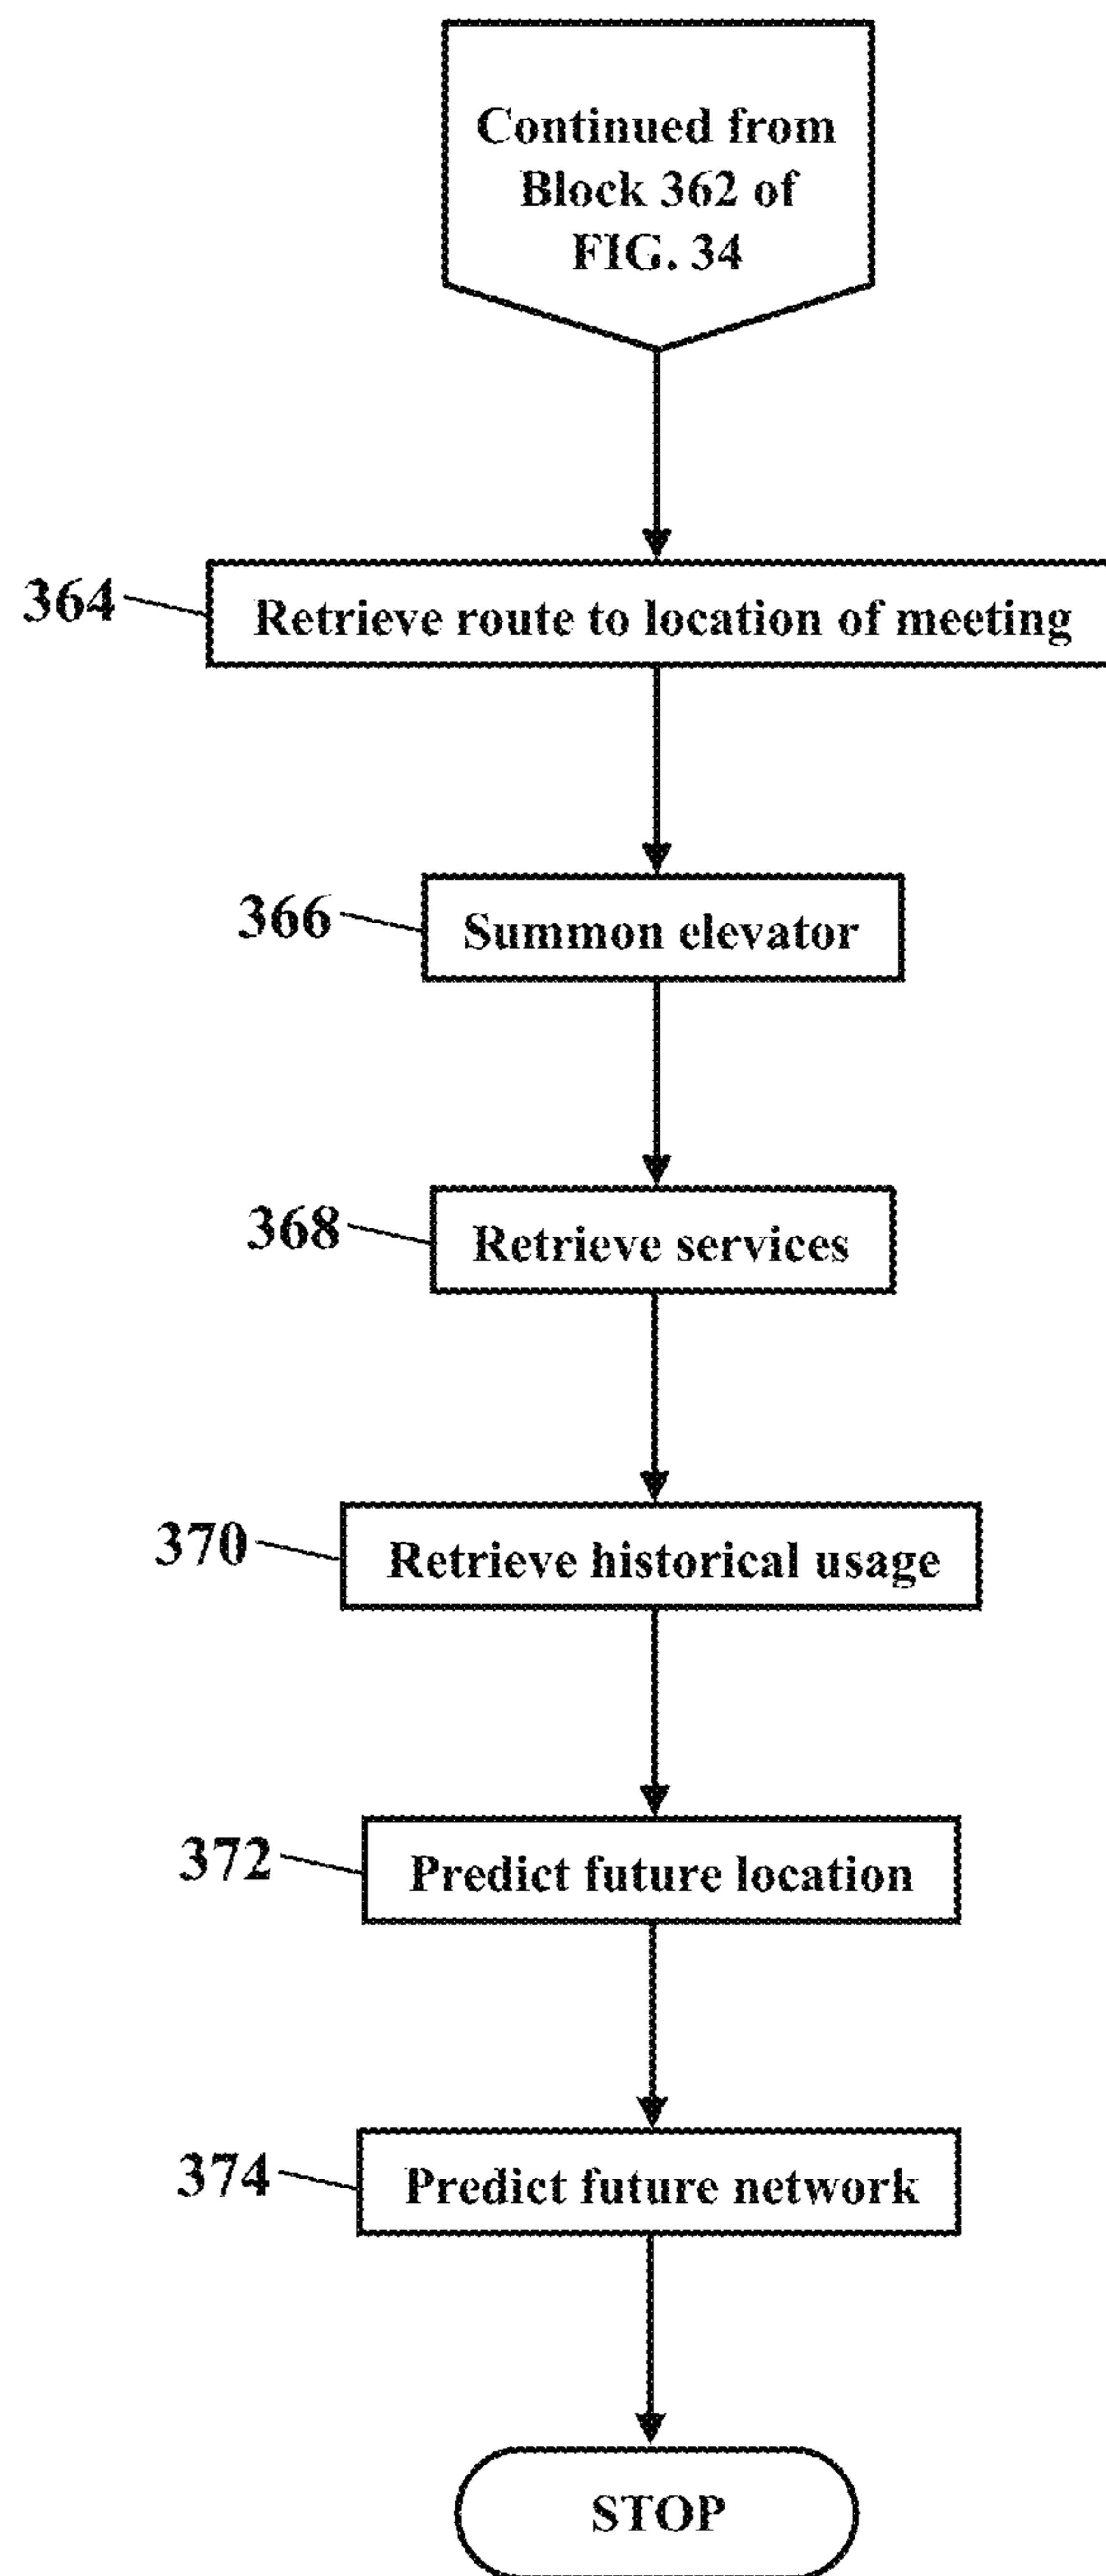 Continued from
Block 362 of
FIG. 34
364
Retrieve route to location of meeting
366
Summon elevator
368
Retrieve services
370
Retrieve historical usage
372
Predict future location
374
Predict future network
STOP